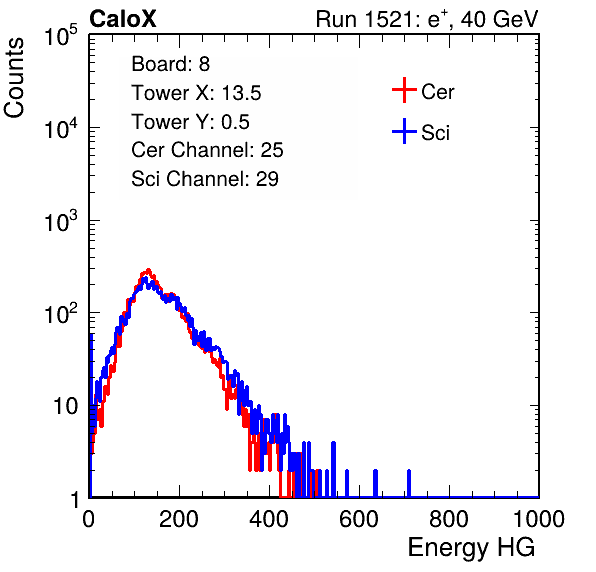 CaloX Run 1521: e⁺, 40 GeV
Counts
10⁵
10⁴
10³
10²
10
1
Board: 8
Tower X: 13.5
Tower Y: 0.5
Cer Channel: 25
Sci Channel: 29
Cer
Sci
0 200 400 600 800 1000
Energy HG